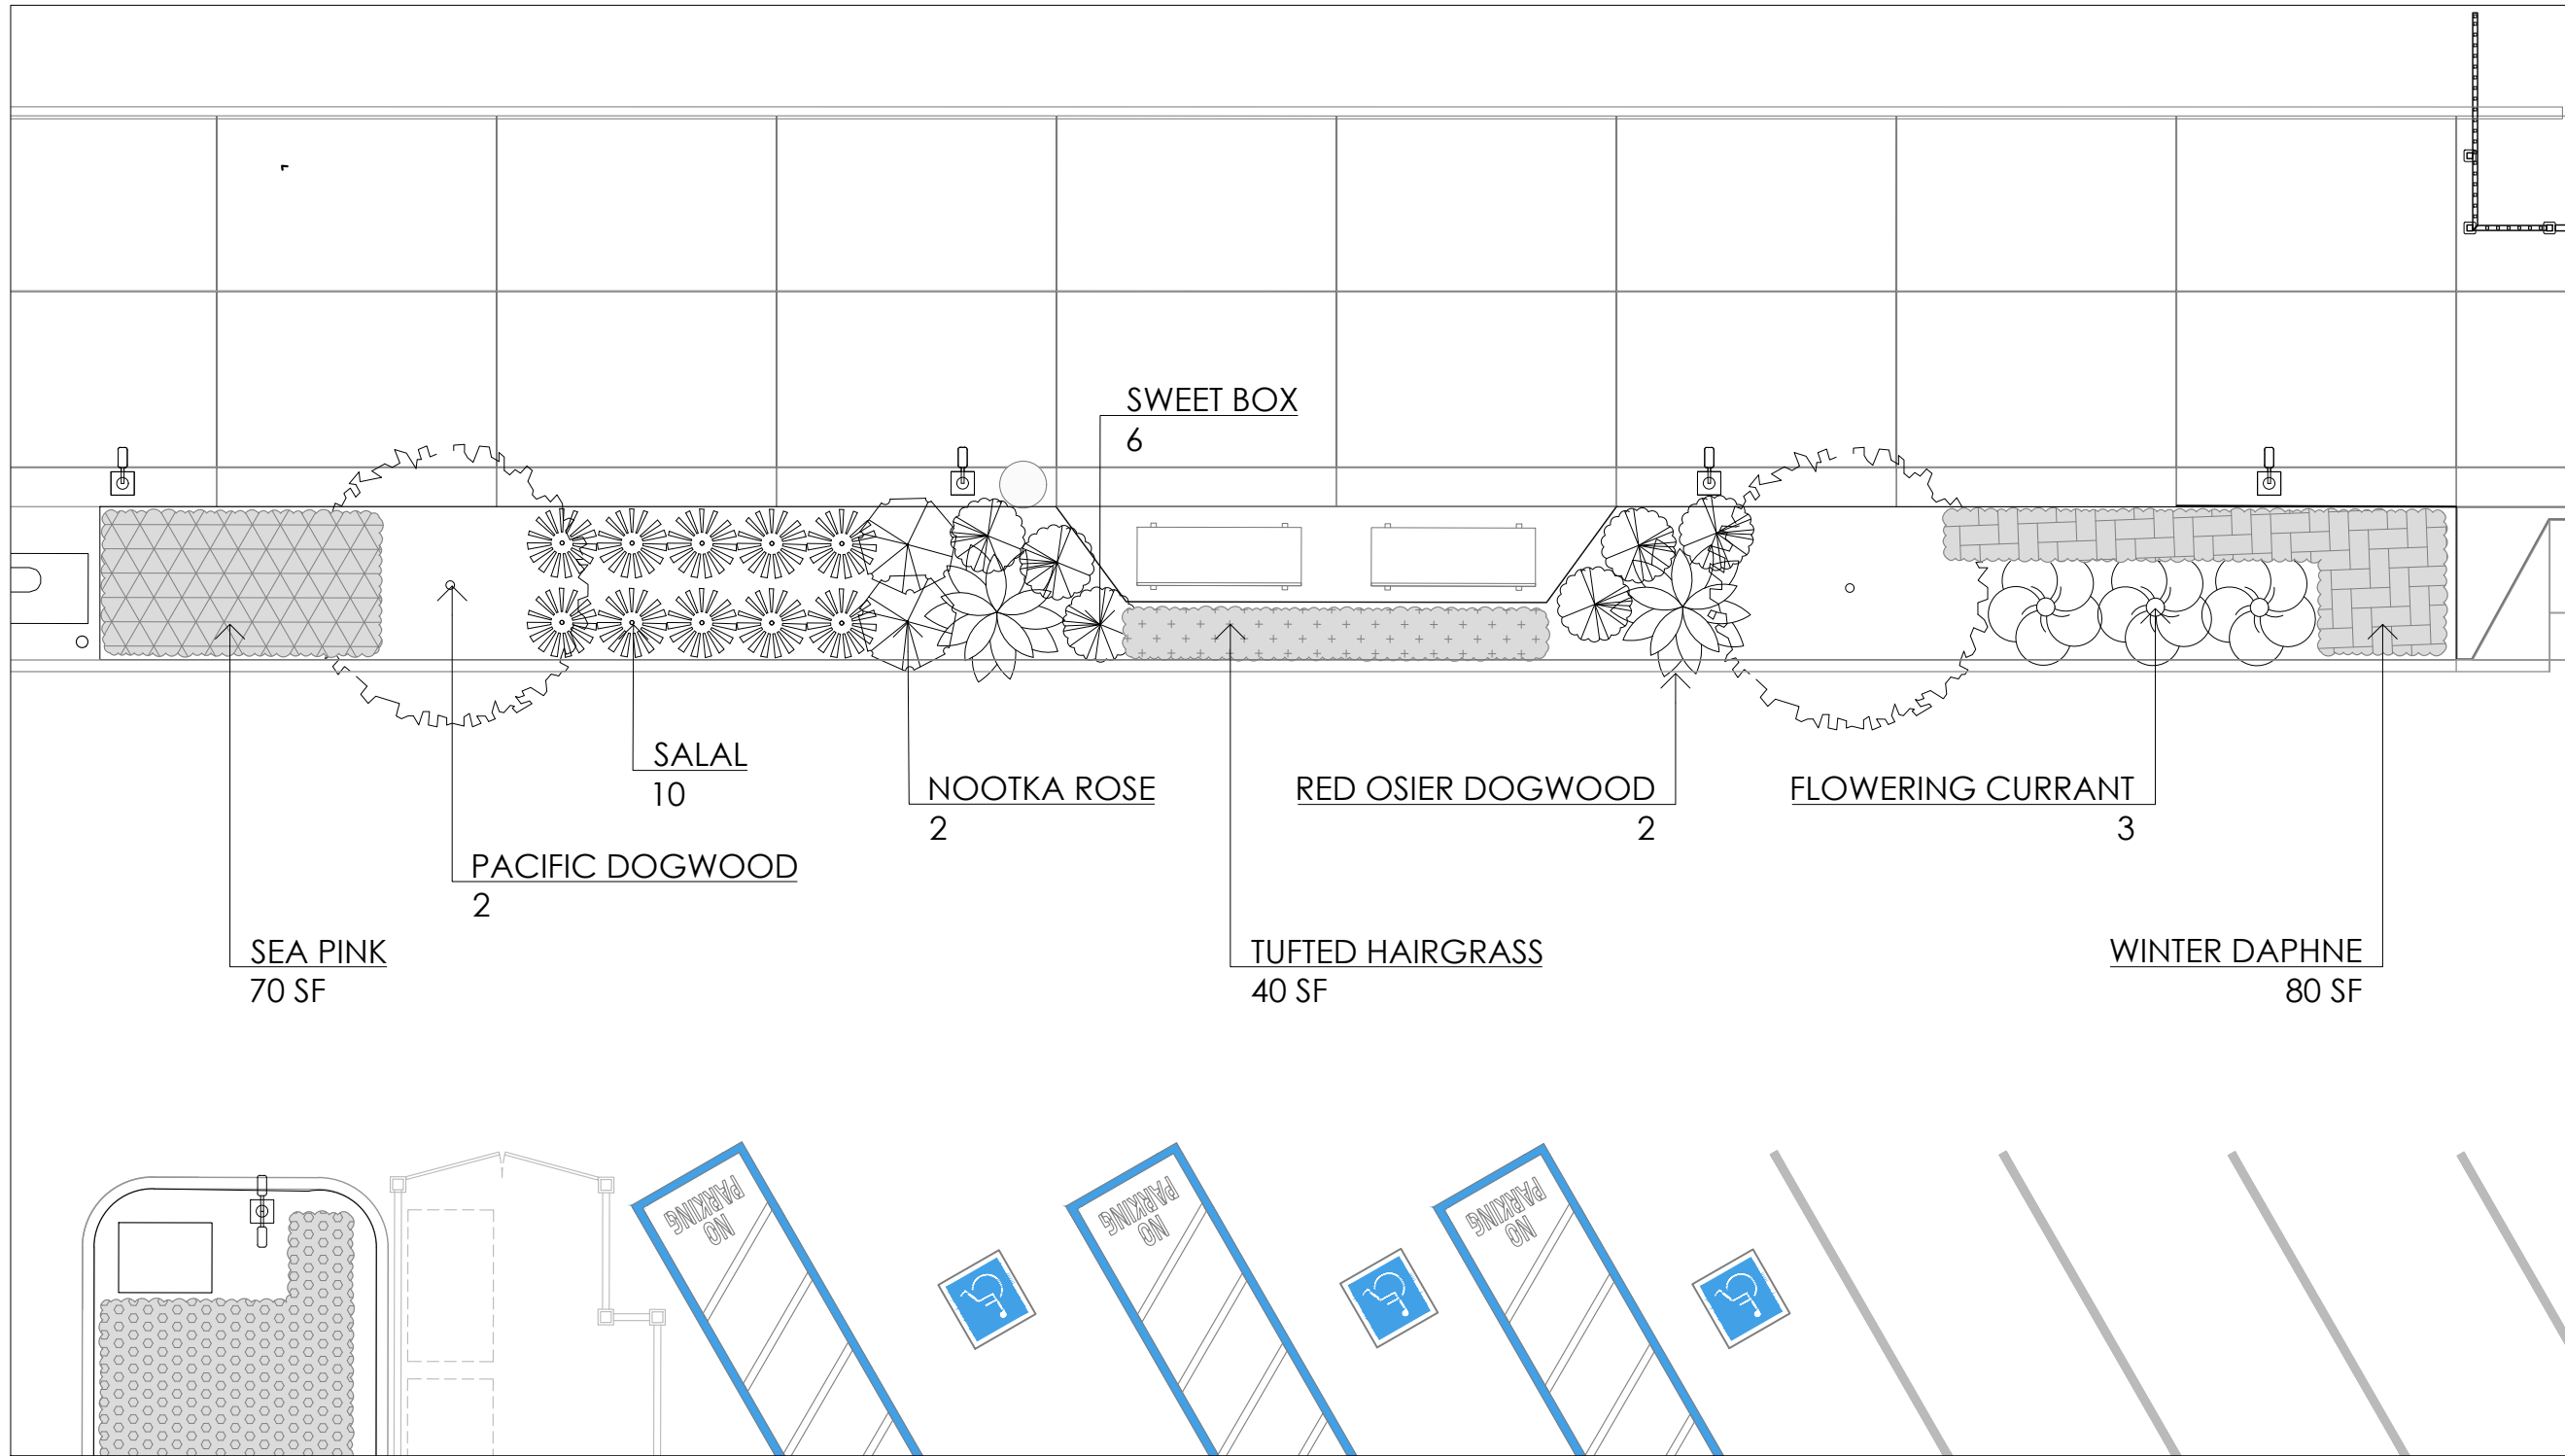 SWEET BOX
6
SALAL
10
NOOTKA ROSE
2
RED OSIER DOGWOOD
2
FLOWERING CURRANT
3
PACIFIC DOGWOOD
2
SEA PINK
70 SF
TUFTED HAIRGRASS
40 SF
WINTER DAPHNE
80 SF
NO
PARKING
NO
PARKING
NO
PARKING